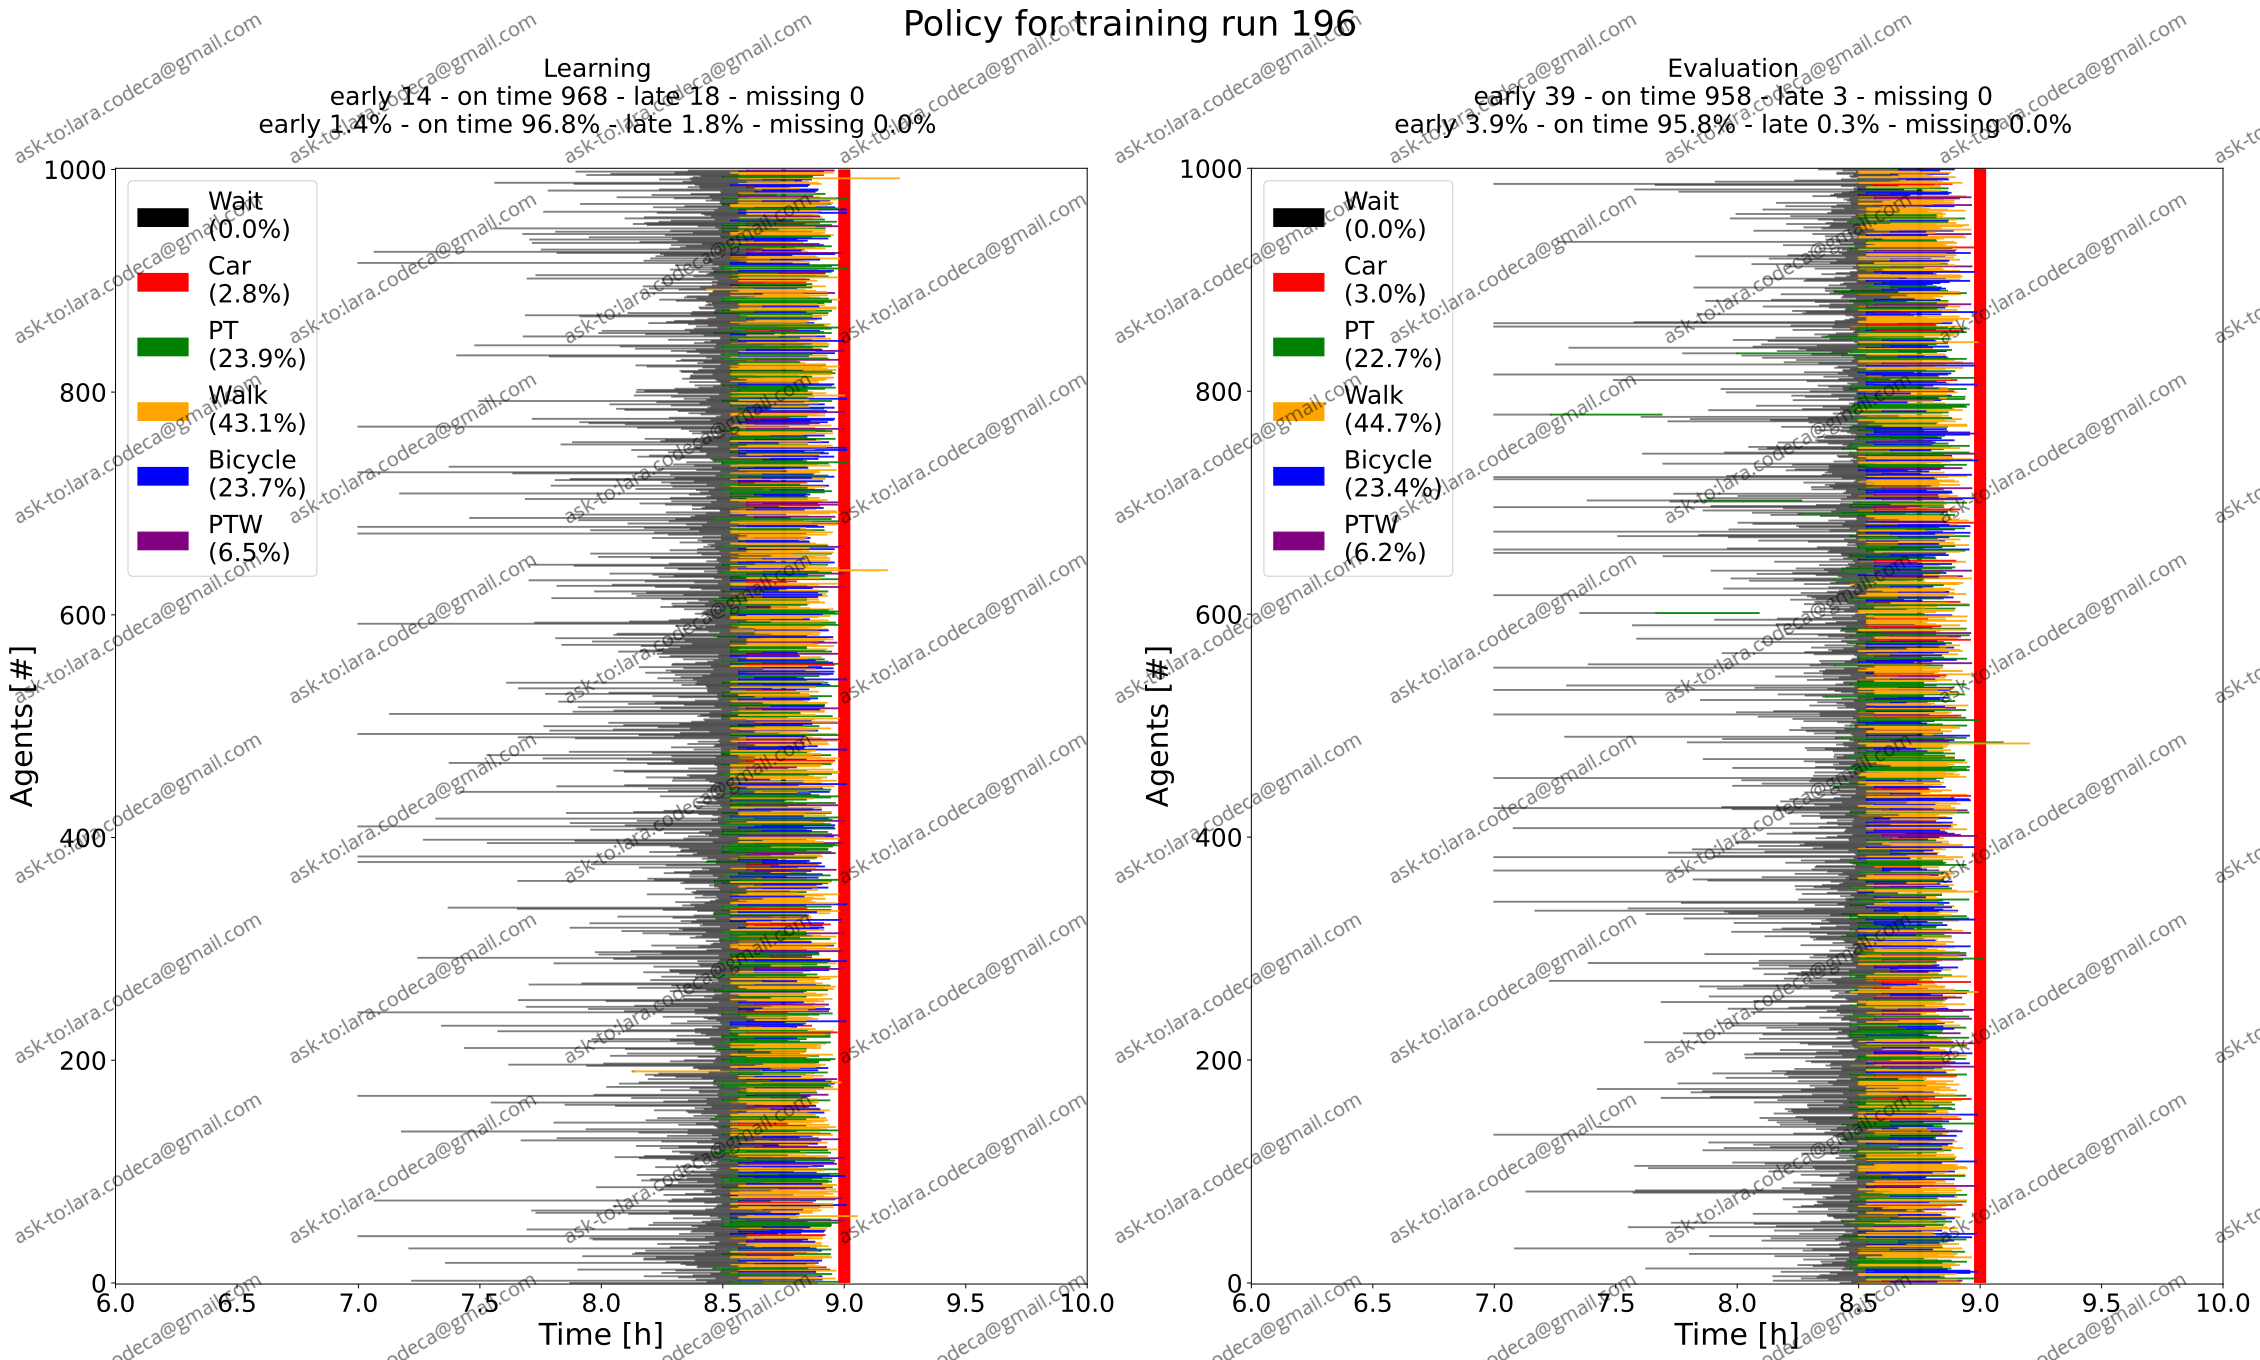 Policy for training run 196
Learning
early 14 - on time 968 - late 18 - missing 0
early 1.4% - on time 96.8% - late 1.8% - missing 0.0%
1000
800
600
400
200
0
Agents [#]
Wait
(0.0%)
Car
(2.8%)
PT
(23.9%)
Walk
(43.1%)
Bicycle
(23.7%)
PTW
(6.5%)
6.0 6.5 7.0 7.5 8.0 8.5 9.0 9.5 10.0
Time [h]
Evaluation
early 39 - on time 958 - late 3 - missing 0
early 3.9% - on time 95.8% - late 0.3% - missing 0.0%
1000
800
600
400
200
0
Agents [#]
Wait
(0.0%)
Car
(3.0%)
PT
(22.7%)
Walk
(44.7%)
Bicycle
(23.4%)
PTW
(6.2%)
6.0 6.5 7.0 7.5 8.0 8.5 9.0 9.5 10.0
Time [h]
ask-to:lara.codeca@gmail.com